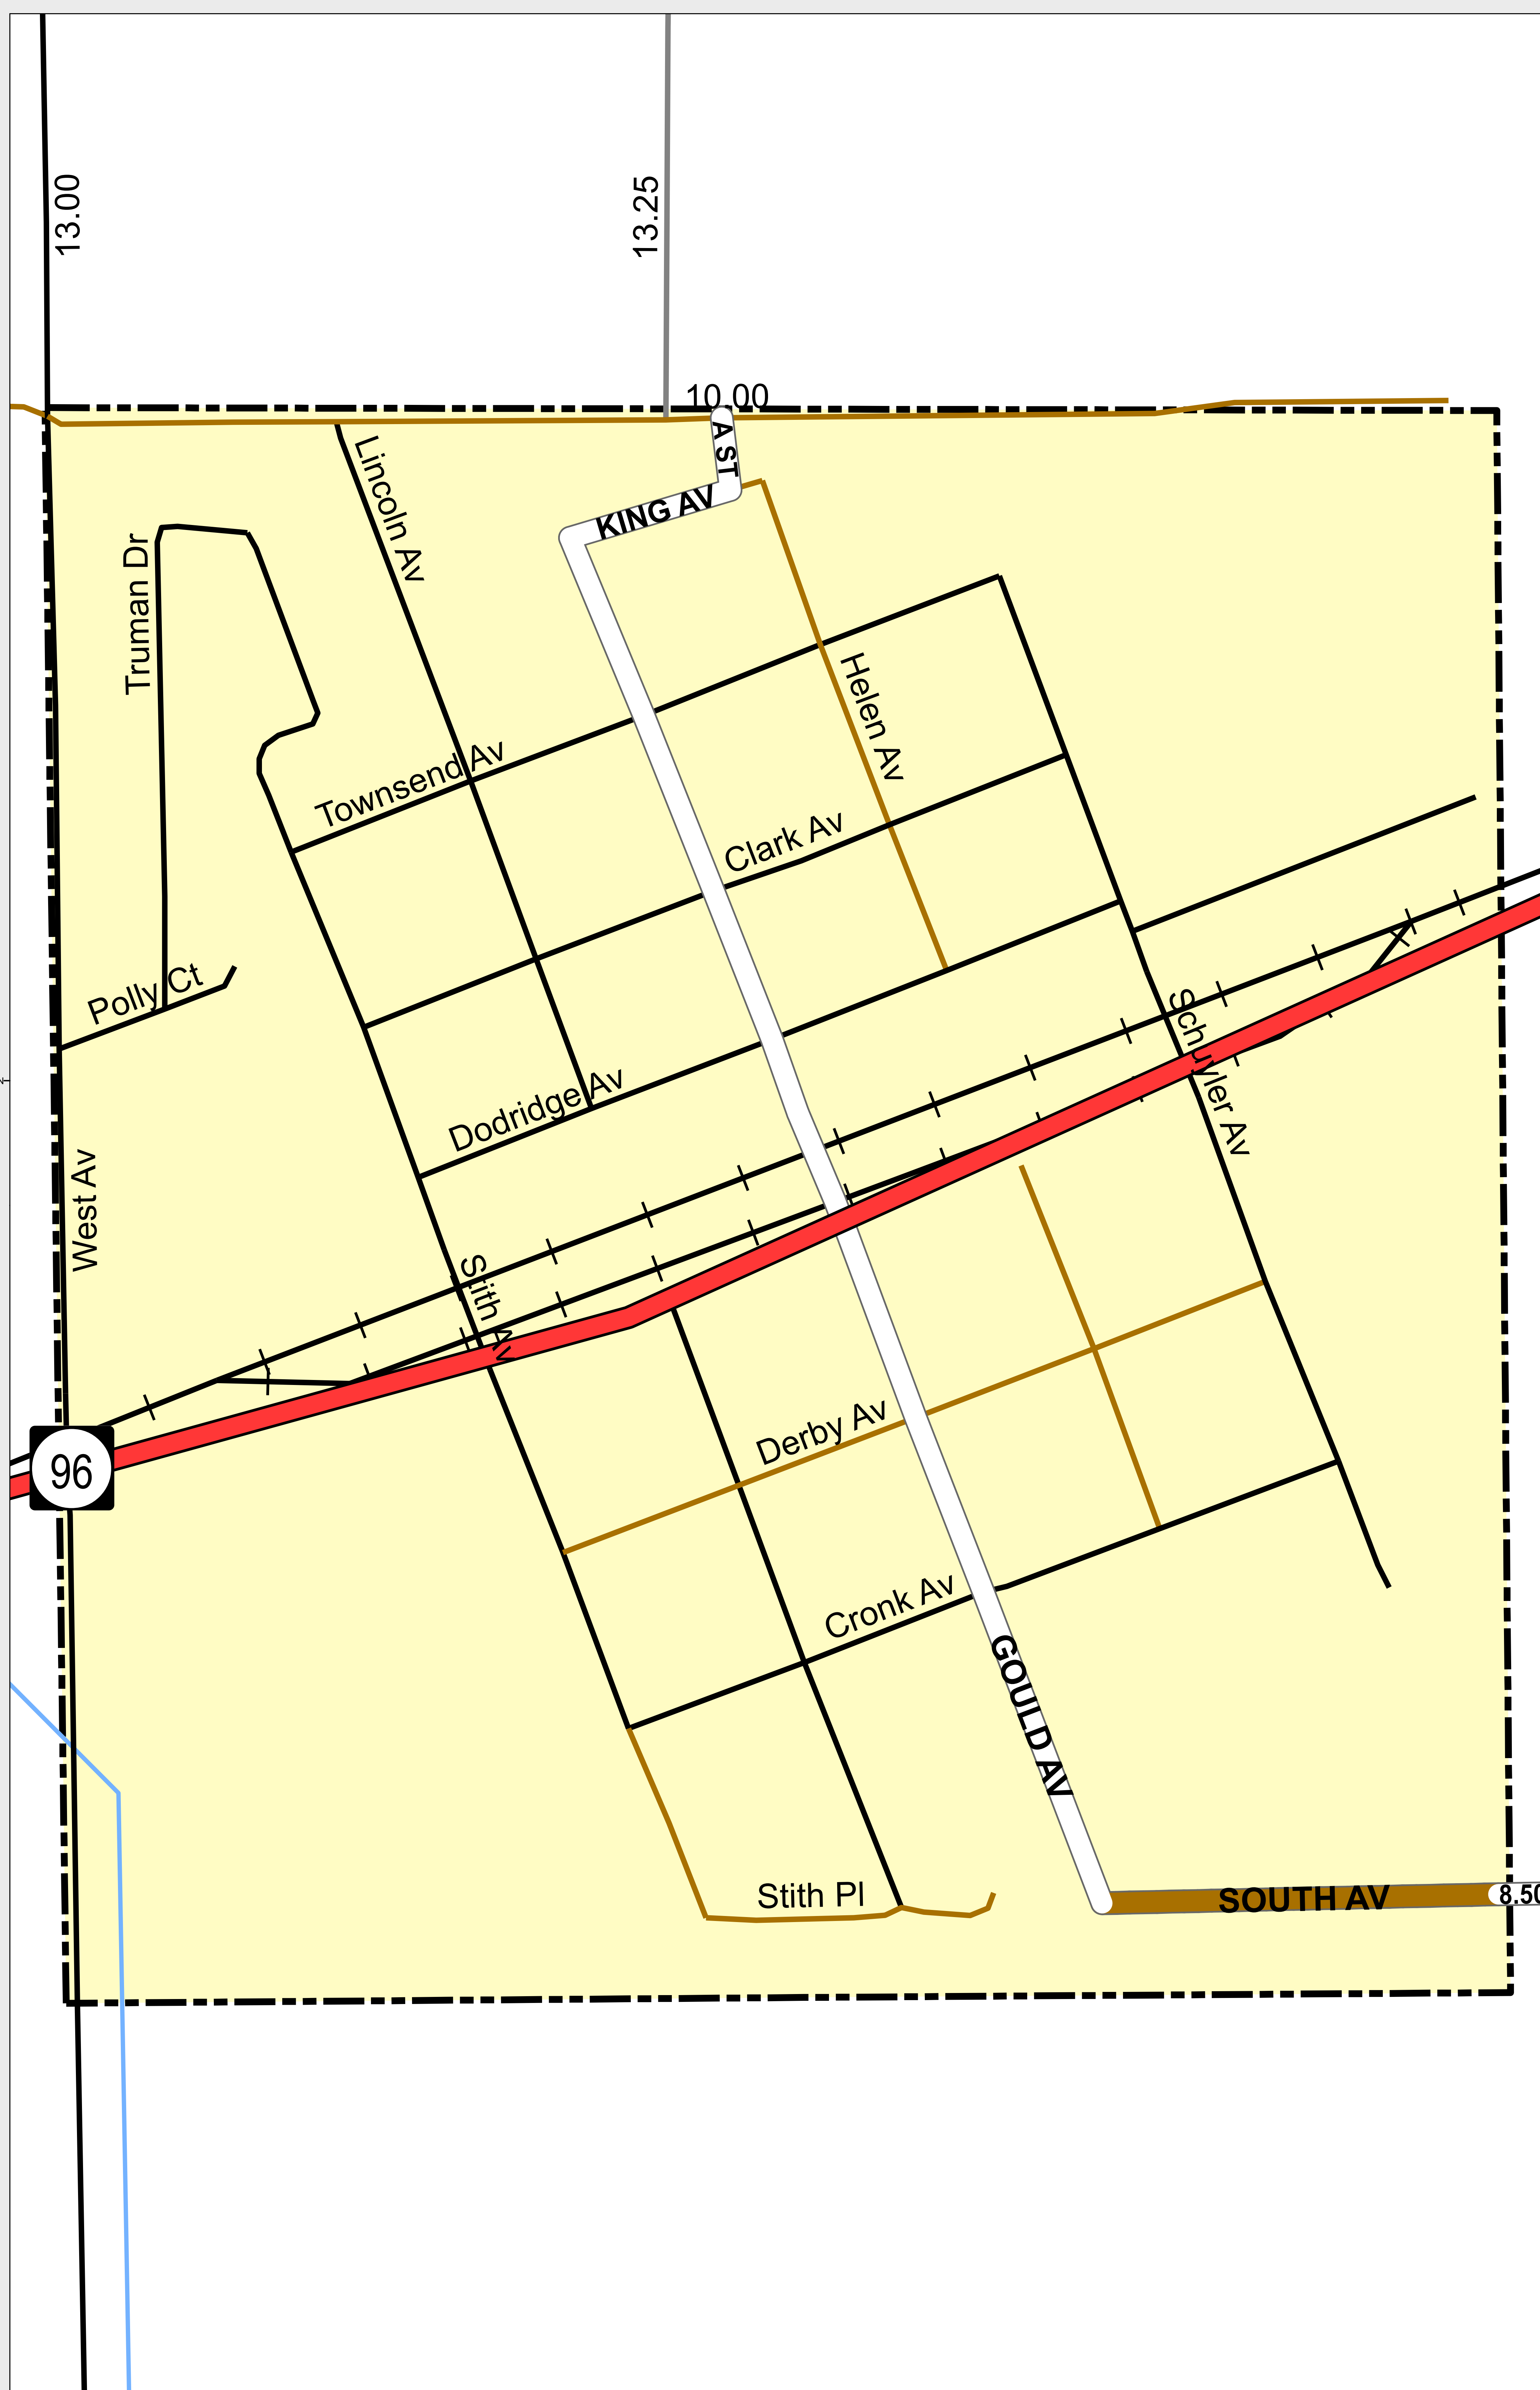 13.00
13.25
10.00
A ST
KING AV
Lincoln Av
Truman Dr
Helen Av
Townsend Av
Clark Av
Polly Ct
Schuyler Av
Dodridge Av
West Av
Stith Av
96
Derby Av
Cronk Av
GOULD AV
Stith Pl
SOUTH AV
8.50